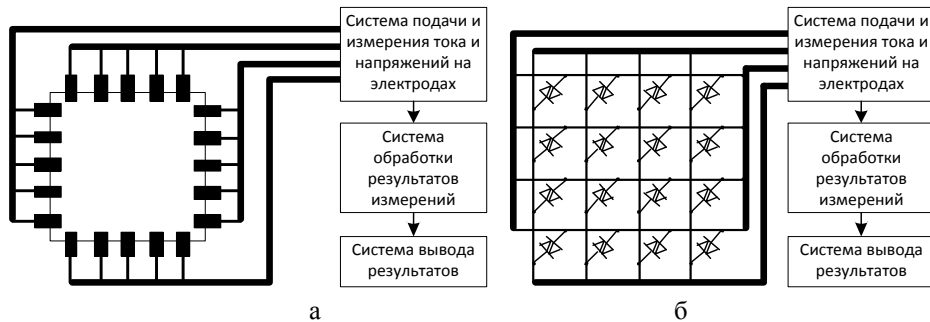 Система подачи и
измерения тока и
напряжений на
электродах
Система
обработки
результатов
измерений
Система вывода
результатов
а
Система подачи и
измерения тока и
напряжений на
электродах
Система
обработки
результатов
измерений
Система вывода
результатов
б